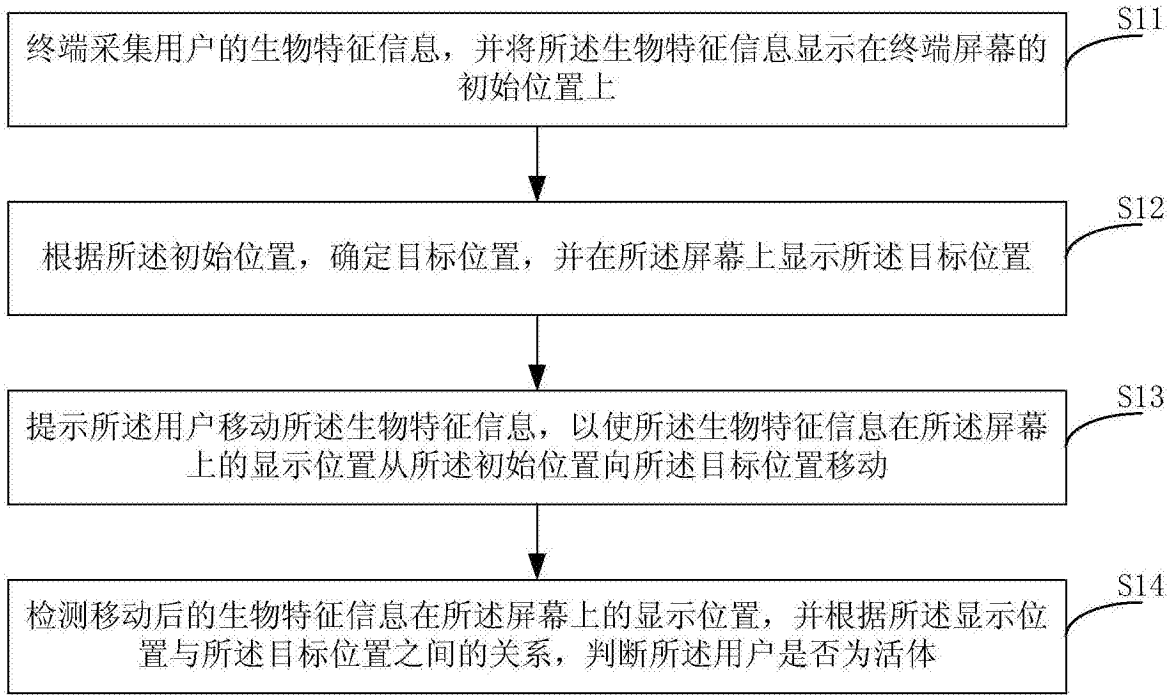 S11
终端采集用户的生物特征信息，并将所述生物特征信息显示在终端屏幕的
初始位置上
S12
根据所述初始位置，确定目标位置，并在所述屏幕上显示所述目标位置
S13
提示所述用户移动所述生物特征信息，以使所述生物特征信息在所述屏幕
上的显示位置从所述初始位置向所述目标位置移动
S14
检测移动后的生物特征信息在所述屏幕上的显示位置，并根据所述显示位
置与所述目标位置之间的关系，判断所述用户是否为活体